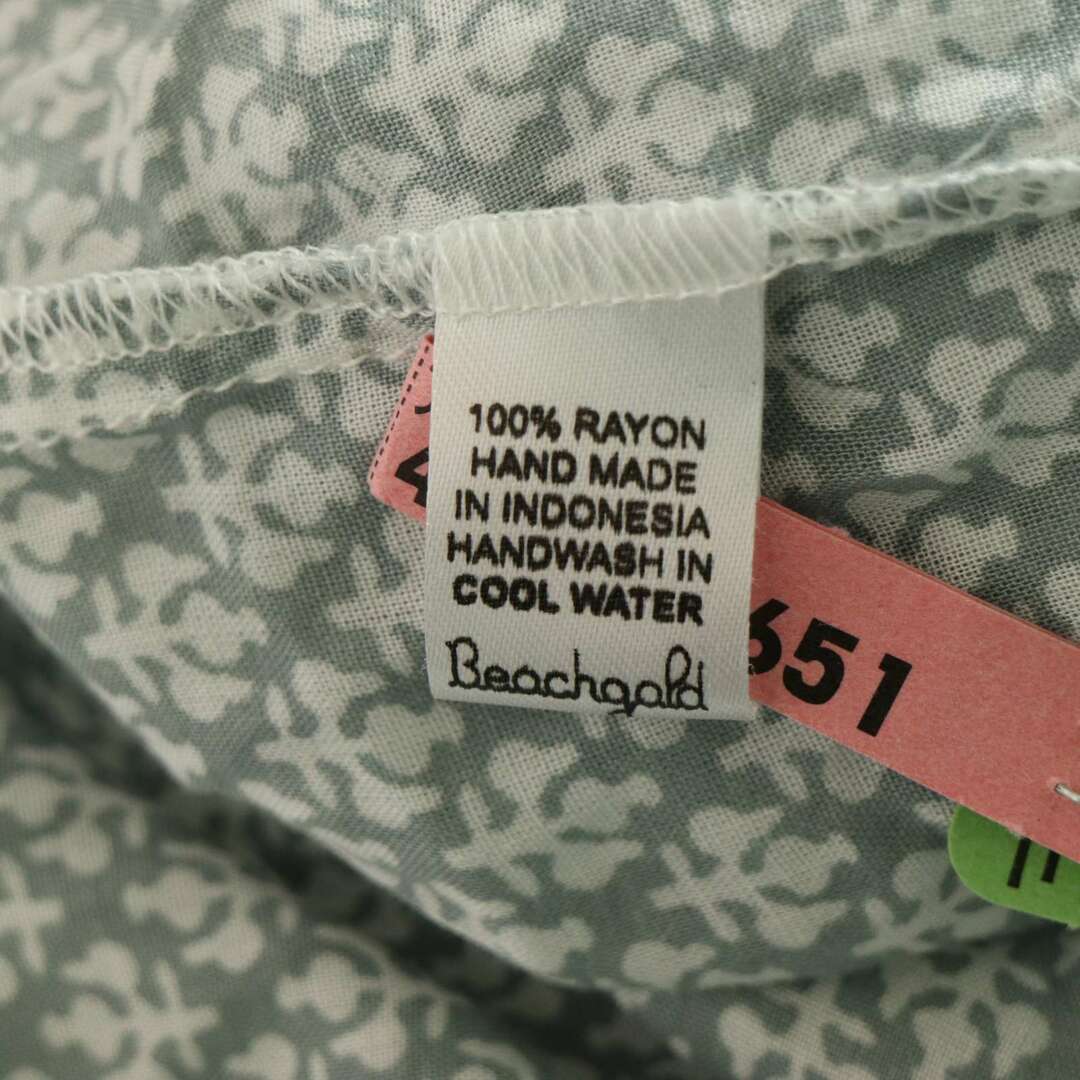 100% RAYON
HAND MADE
IN INDONESIA
HANDWASH IN
COOL WATER
Beachgold
651